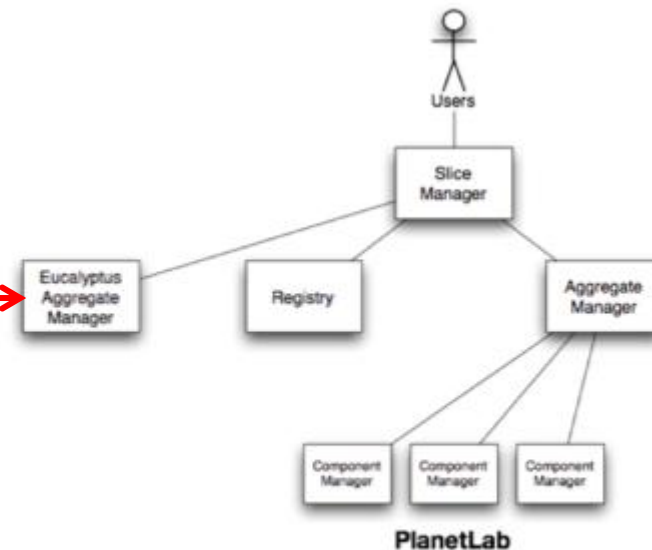 Users
Slice
Manager
Eucalyptus
Aggregate
Manager
Registry
Aggregate
Manager
Component
Manager
Component
Manager
Component
Manager
PlanetLab